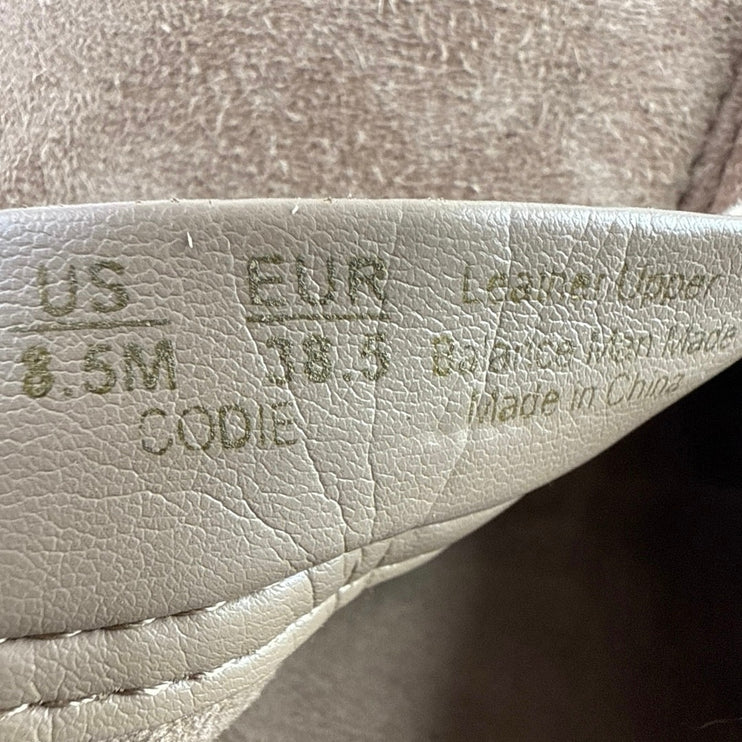 US EUR Leather Upper
8.5M 38.5 Balance Man Made
CODIE Made in China